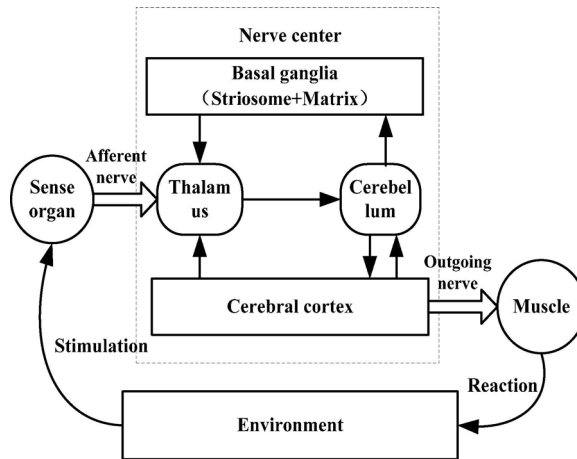 Nerve center
Basal ganglia
（Striosome+Matrix）
Afferent
nerve
Sense
organ
Thalam
us
Cerebel
lum
Outgoing
nerve
Cerebral cortex
Muscle
Stimulation
Reaction
Environment